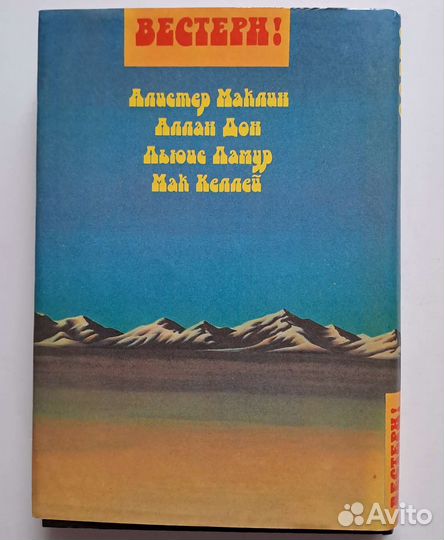 ВЕСТЕРН!
Алистер Маклин
Аллан Дон
Льюис Ламур
Мак Келлей
ВЕСТЕРН!
Avito